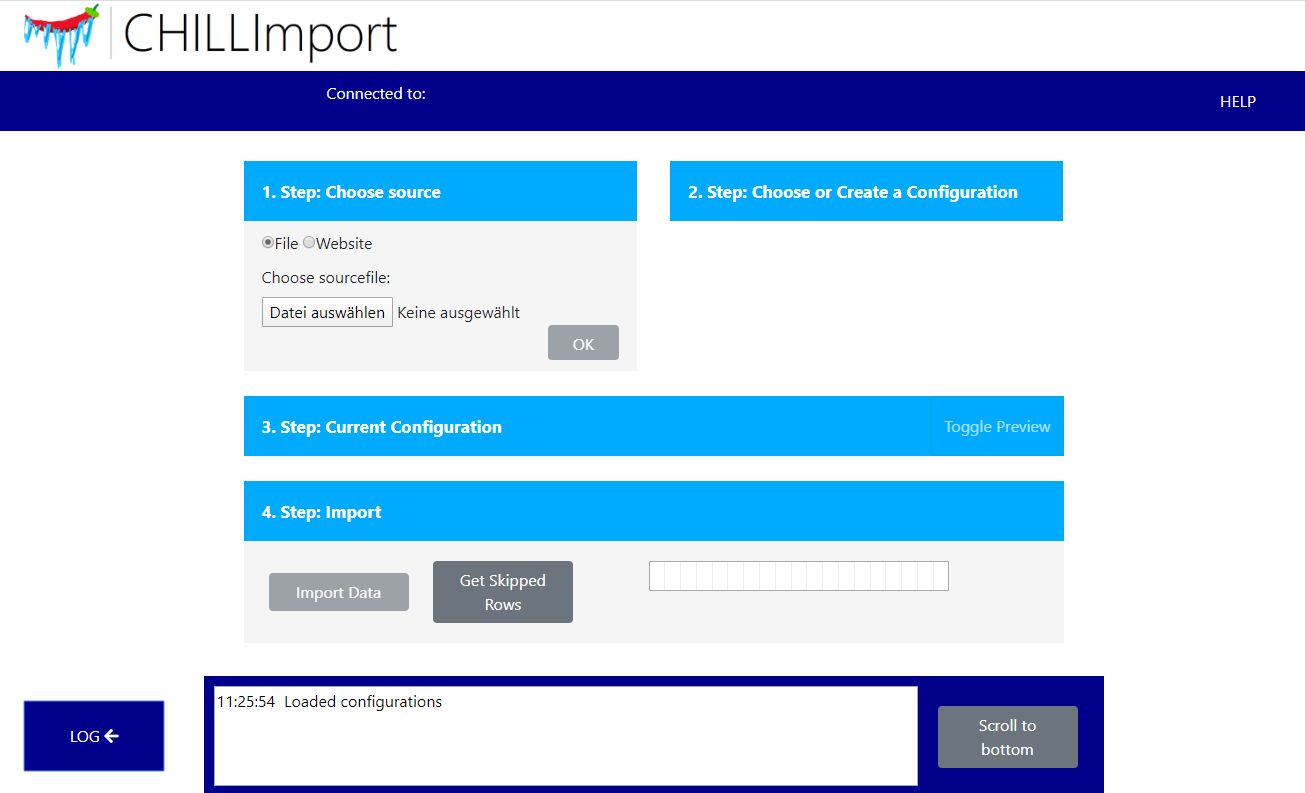 CHILLImport
Connected to:
HELP
1. Step: Choose source
2. Step: Choose or Create a Configuration
File Website
Choose sourcefile:
Datei auswählen Keine ausgewählt
OK
3. Step: Current Configuration
Toggle Preview
4. Step: Import
Import Data
Get Skipped
Rows
11:25:54 Loaded configurations
LOG
Scroll to
bottom